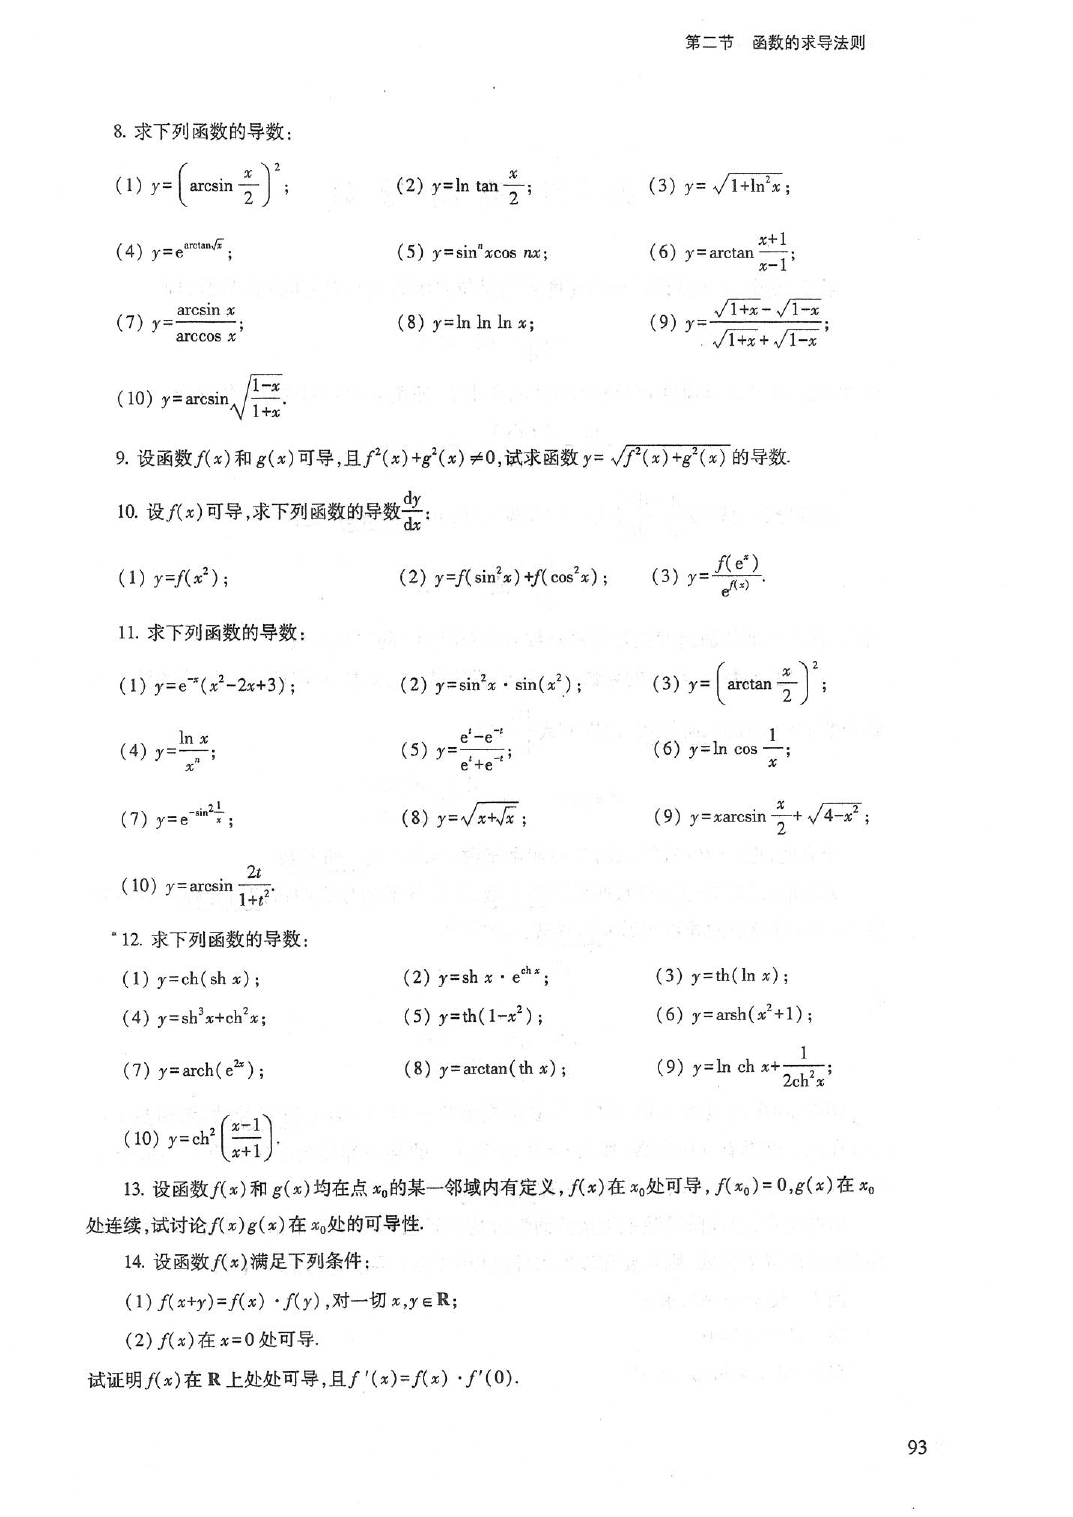 第二节 函数的求导法则
8. 求下列函数的导数:
(1) y=(arcsin x/2)²; (2) y=ln tan x/2; (3) y=√(1+ln²x);
(4) y=e^(arctan√x); (5) y=sinⁿxcos nx; (6) y=arctan (x+1)/(x-1);
(7) y=arcsin x/arccos x; (8) y=ln ln ln x; (9) y=(√(1+x)-√(1-x))/(√(1+x)+√(1-x));
(10) y=arcsin√((1-x)/(1+x)).
9. 设函数f(x)和g(x)可导,且f²(x)+g²(x)≠0,试求函数y=√(f²(x)+g²(x))的导数.
10. 设f(x)可导,求下列函数的导数dy/dx:
(1) y=f(x²); (2) y=f(sin²x)+f(cos²x); (3) y=f(eˣ)/e^(f(x)).
11. 求下列函数的导数:
(1) y=e⁻ˣ(x²-2x+3); (2) y=sin²x·sin(x²); (3) y=(arctan x/2)²;
(4) y=ln x/xⁿ; (5) y=(eᵗ-e⁻ᵗ)/(eᵗ+e⁻ᵗ); (6) y=ln cos 1/x;
(7) y=e^(-sin² 1/x); (8) y=√(x+√x); (9) y=xarcsin x/2+√(4-x²);
(10) y=arcsin 2t/(1+t²).
*12. 求下列函数的导数:
(1) y=ch(sh x); (2) y=sh x·e^(ch x); (3) y=th(ln x);
(4) y=sh³x+ch²x; (5) y=th(1-x²); (6) y=arsh(x²+1);
(7) y=arch(e²ˣ); (8) y=arctan(th x); (9) y=ln ch x+1/(2ch²x);
(10) y=ch²((x-1)/(x+1)).
13. 设函数f(x)和g(x)均在点x₀的某一邻域内有定义,f(x)在x₀处可导,f(x₀)=0,g(x)在x₀
处连续,试讨论f(x)g(x)在x₀处的可导性.
14. 设函数f(x)满足下列条件:
(1) f(x+y)=f(x)·f(y),对一切x,y∈R;
(2) f(x)在x=0处可导.
试证明f(x)在R上处处可导,且f'(x)=f(x)·f'(0).
93